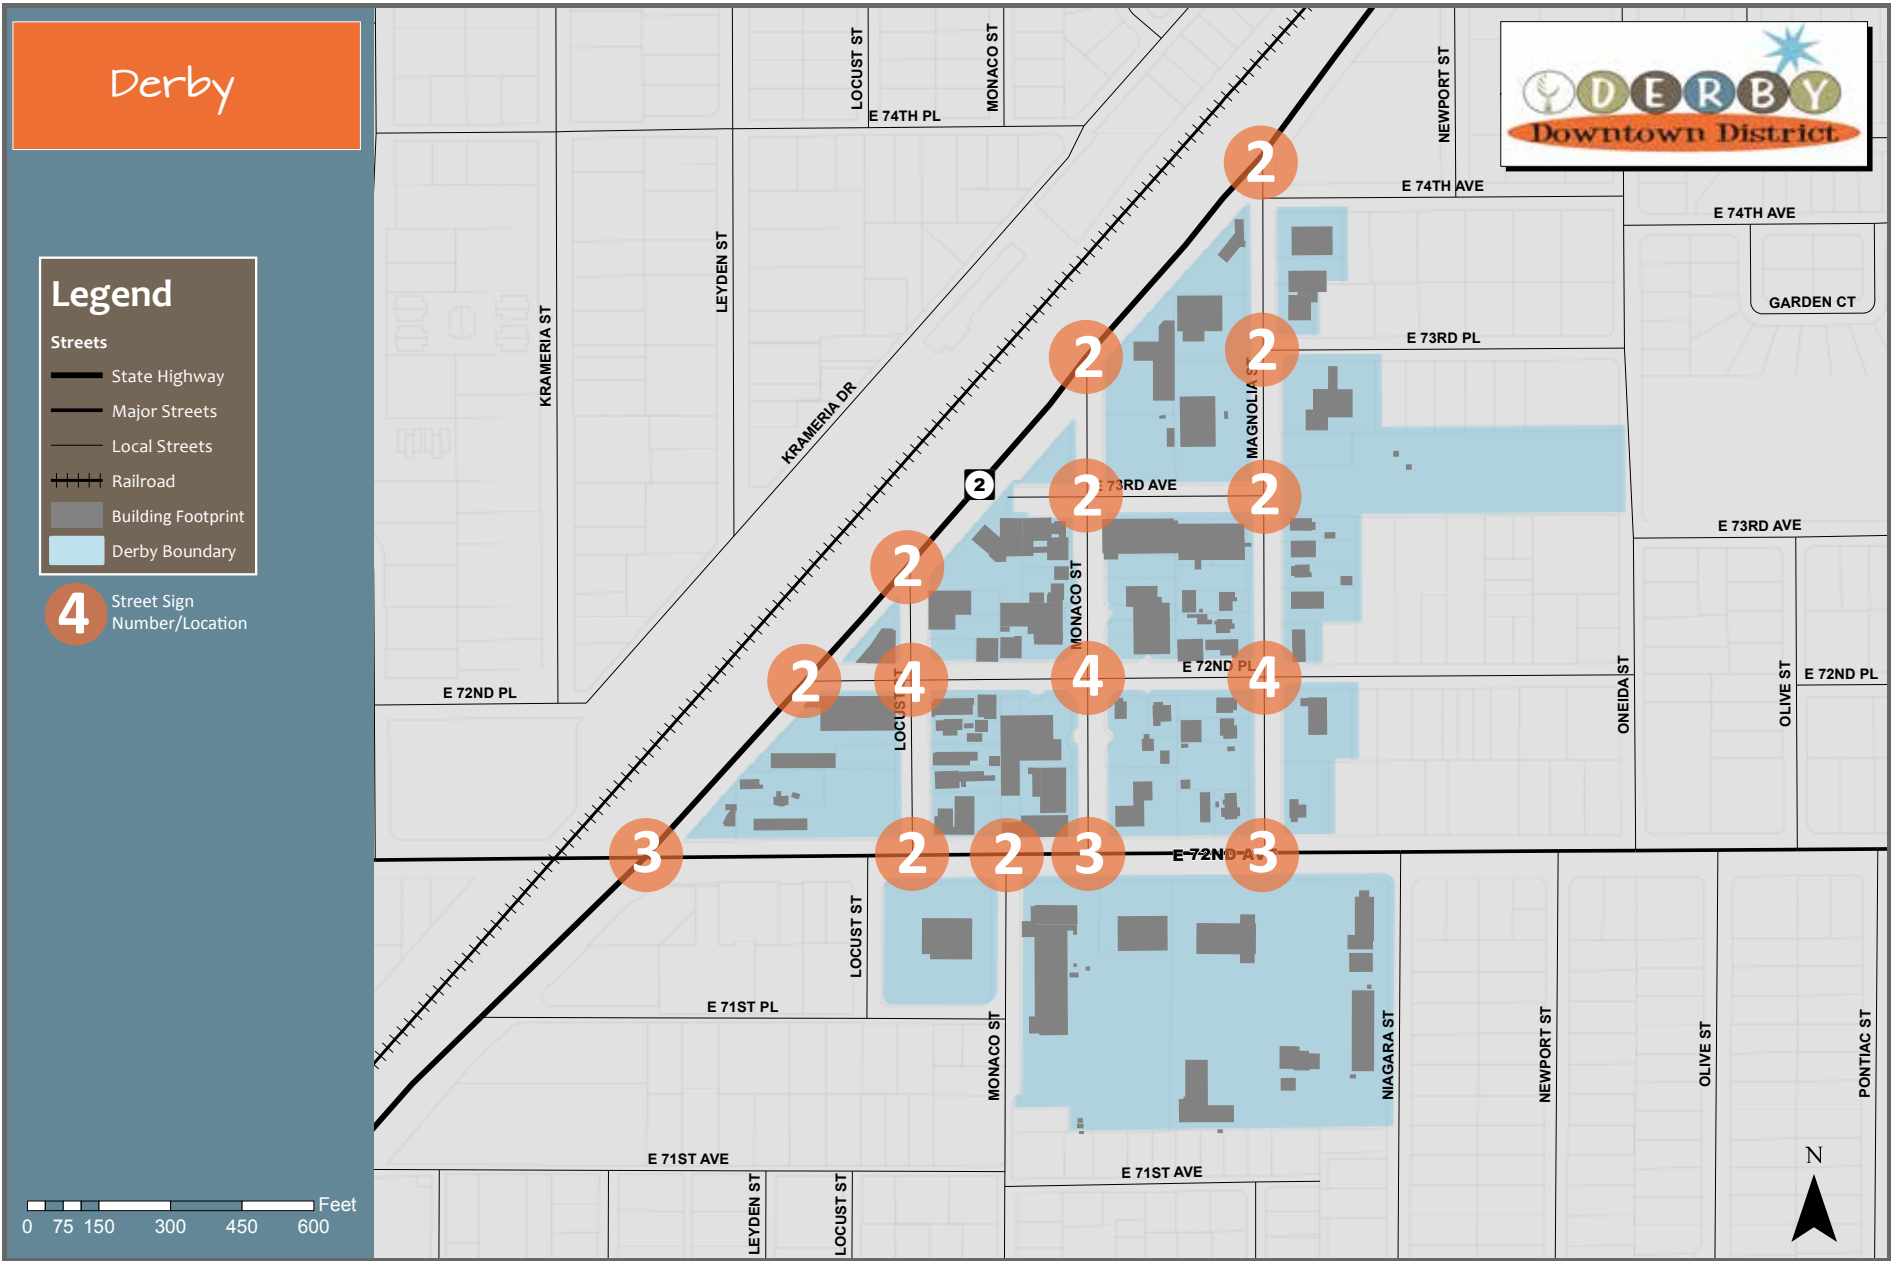 Derby
DERBY
Downtown District
Legend
Streets
State Highway
Major Streets
Local Streets
Railroad
Building Footprint
Derby Boundary
4
Street Sign
Number/Location
Feet
0 75 150 300 450 600
LOCUST ST
MONACO ST
E 74TH PL
NEWPORT ST
2
E 74TH AVE
E 74TH AVE
LEYDEN ST
KRAMERIA ST
GARDEN CT
E 73RD PL
2
2
MAGNOLIA ST
KRAMERIA DR
2
2
E 73RD AVE
2
E 73RD AVE
2
MONACO ST
E 72ND PL
2
4
LOCUST ST
4
E 72ND PL
4
ONEIDA ST
OLIVE ST
E 72ND PL
3
2
2
3
E 72ND AVE
3
LOCUST ST
E 71ST PL
MONACO ST
NIAGARA ST
NEWPORT ST
OLIVE ST
PONTIAC ST
E 71ST AVE
E 71ST AVE
LEYDEN ST
LOCUST ST
N